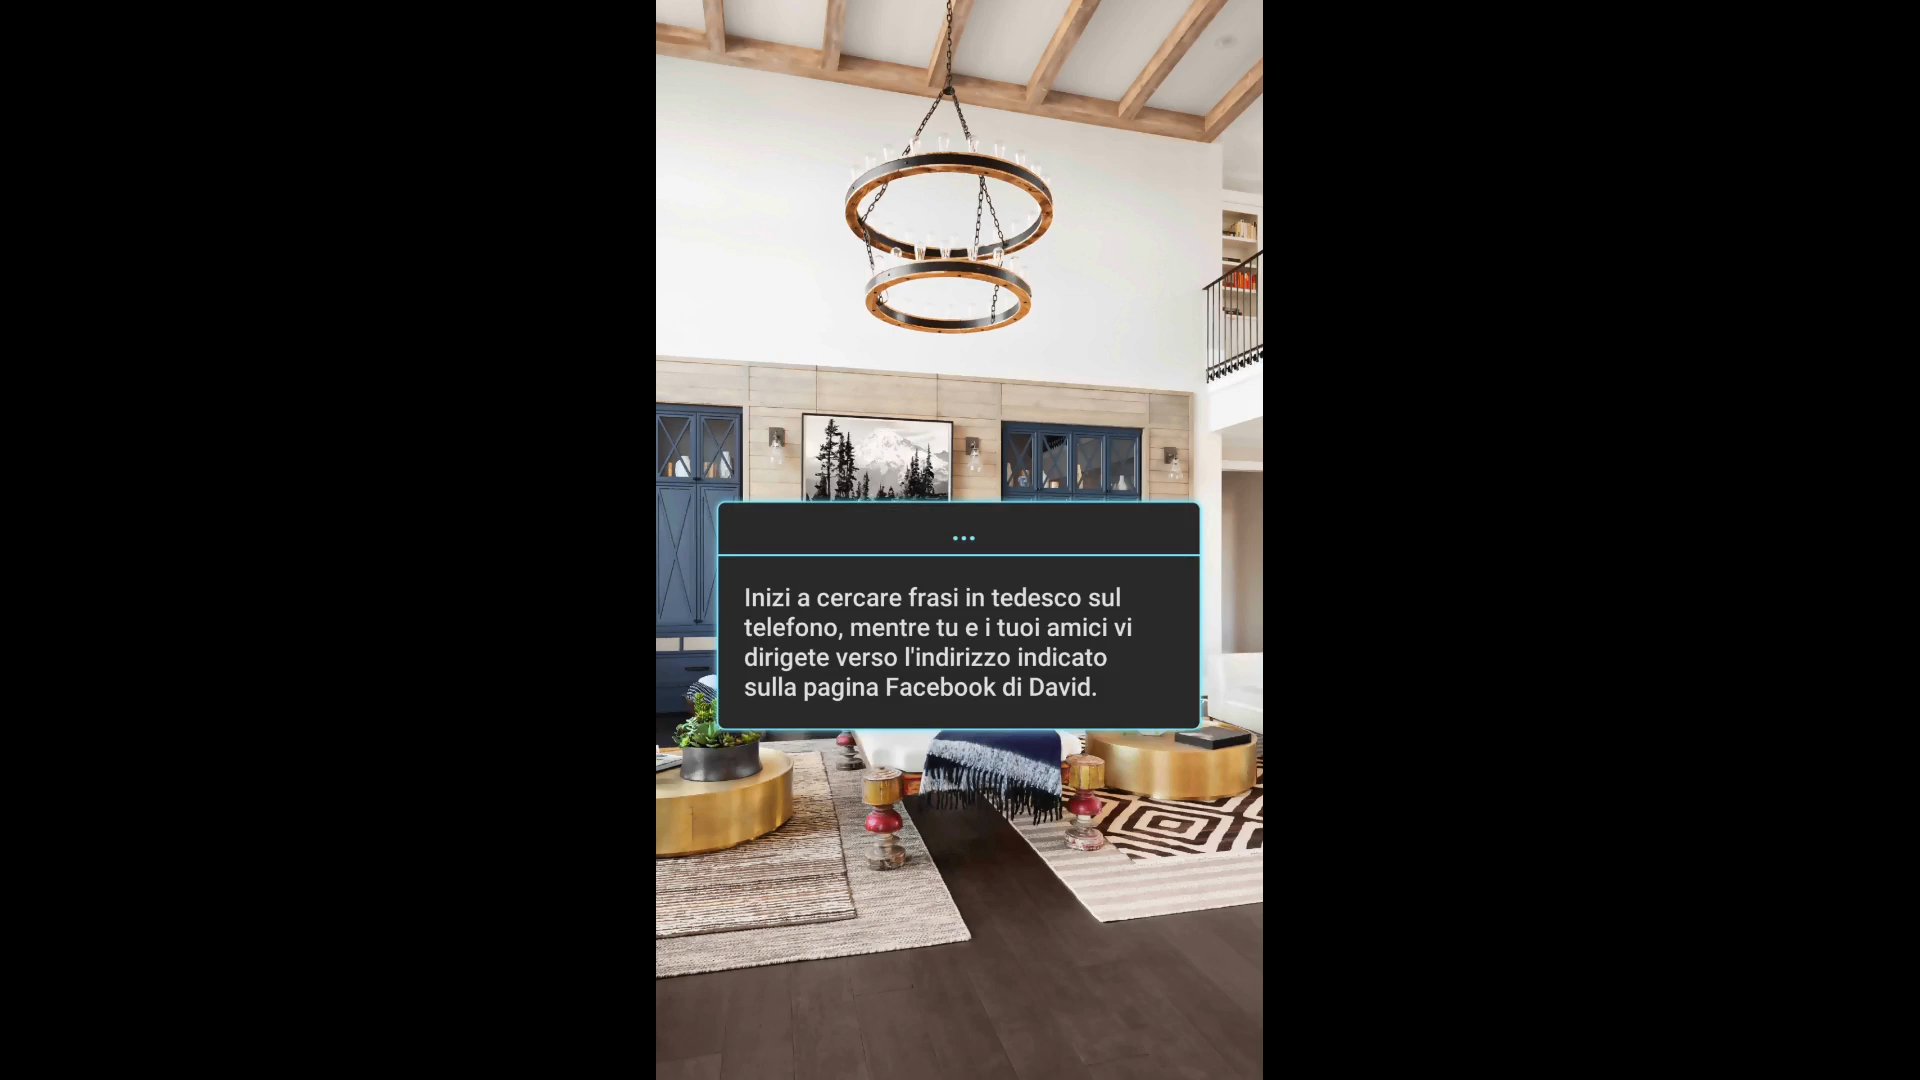 ...
Inizi a cercare frasi in tedesco sul
telefono, mentre tu e i tuoi amici vi
dirigete verso l'indirizzo indicato
sulla pagina Facebook di David.